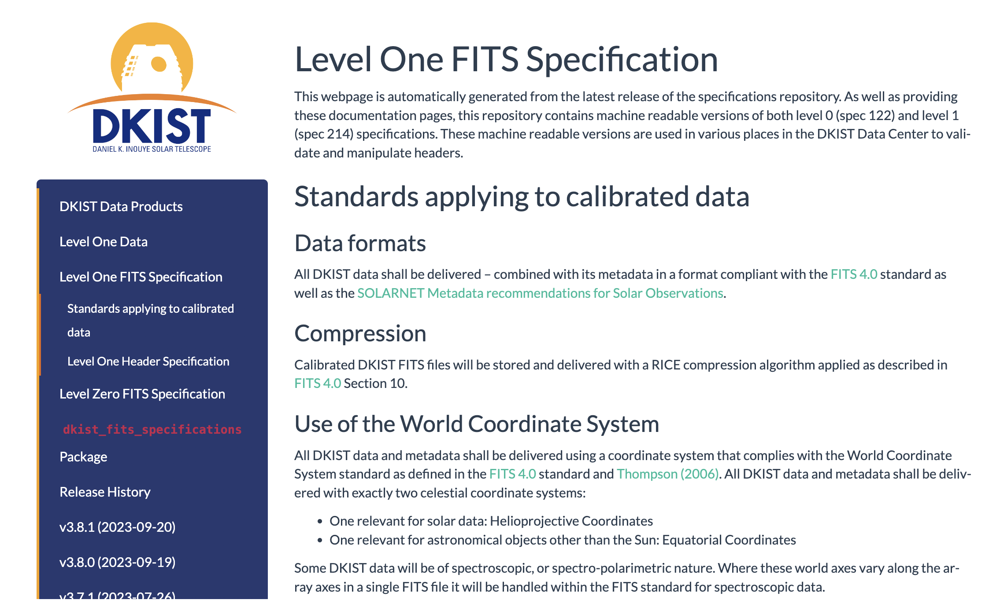 DKIST
DANIEL K. INOUYE SOLAR TELESCOPE
DKIST Data Products
Level One Data
Level One FITS Specification
Standards applying to calibrated
data
Level One Header Specification
Level Zero FITS Specification
dkist_fits_specifications
Package
Release History
v3.8.1 (2023-09-20)
v3.8.0 (2023-09-19)
v3.7.1 (2023-07-26)
Level One FITS Specification
This webpage is automatically generated from the latest release of the specifications repository. As well as providing
these documentation pages, this repository contains machine readable versions of both level 0 (spec 122) and level 1
(spec 214) specifications. These machine readable versions are used in various places in the DKIST Data Center to vali-
date and manipulate headers.
Standards applying to calibrated data
Data formats
All DKIST data shall be delivered – combined with its metadata in a format compliant with the FITS 4.0 standard as
well as the SOLARNET Metadata recommendations for Solar Observations.
Compression
Calibrated DKIST FITS files will be stored and delivered with a RICE compression algorithm applied as described in
FITS 4.0 Section 10.
Use of the World Coordinate System
All DKIST data and metadata shall be delivered using a coordinate system that complies with the World Coordinate
System standard as defined in the FITS 4.0 standard and Thompson (2006). All DKIST data and metadata shall be deliv-
ered with exactly two celestial coordinate systems:
• One relevant for solar data: Helioprojective Coordinates
• One relevant for astronomical objects other than the Sun: Equatorial Coordinates
Some DKIST data will be of spectroscopic, or spectro-polarimetric nature. Where these world axes vary along the ar-
ray axes in a single FITS file it will be handled within the FITS standard for spectroscopic data.